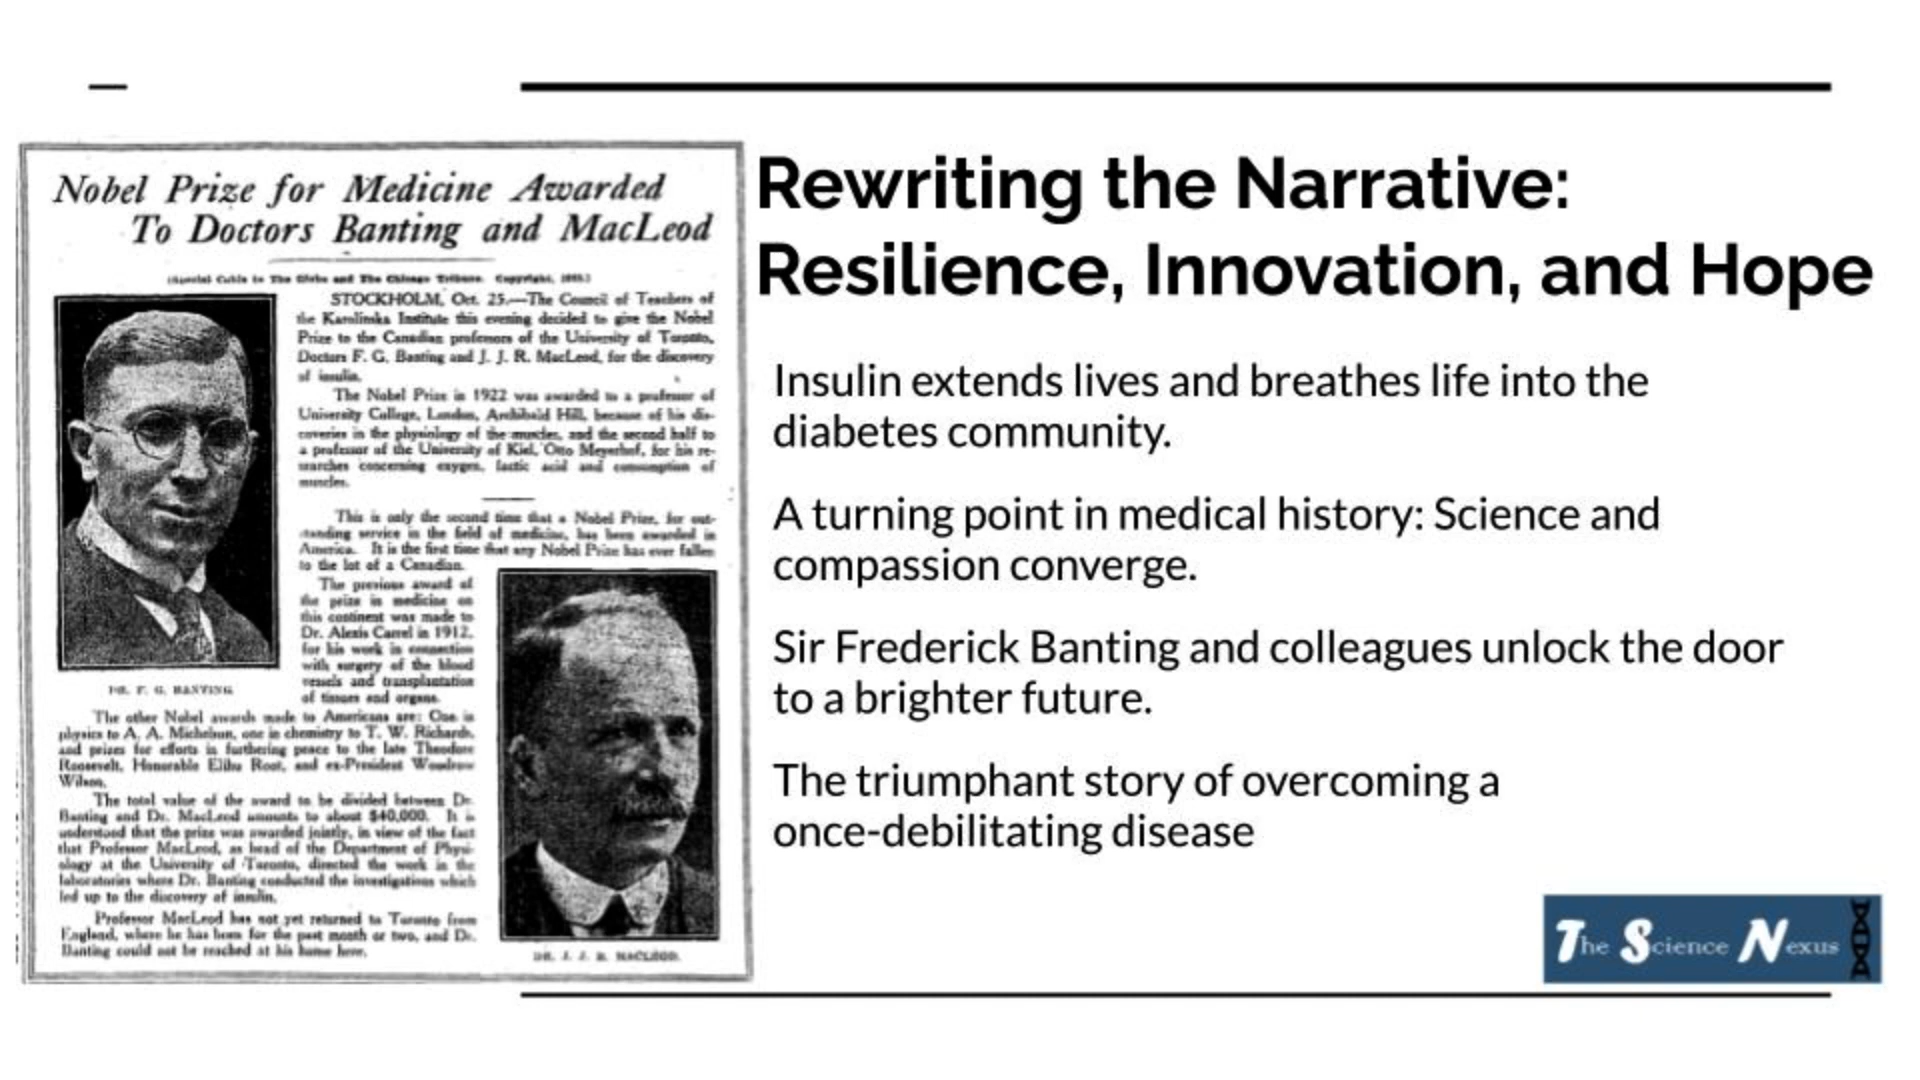 Nobel Prize for Medicine Awarded
To Doctors Banting and MacLeod
(Special Cable to The Globe and The Chicago Tribune. Copyright, 1923.)
STOCKHOLM, Oct. 25.—The Council of Teachers of
the Karolinska Institute this evening decided to give the Nobel
Prize to the Canadian professors of the University of Toronto,
Doctors F. G. Banting and J. J. R. MacLeod, for the discovery
of insulin.
The Nobel Prize in 1922 was awarded to a professor of
University College, London, Archibald Hill, because of his dis-
coveries in the physiology of the muscles, and the second half to
a professor of the University of Kiel, Otto Meyerhof, for his re-
searches concerning oxygen, lactic acid and consumption of
muscles.
This is only the second time that a Nobel Prize, for out-
standing service in the field of medicine, has been awarded in
America. It is the first time that any Nobel Prize has ever fallen
to the lot of a Canadian.
The previous award of
the prize in medicine on
this continent was made to
Dr. Alexis Carrel in 1912,
for his work in connection
with surgery of the blood
vessels and transplantation
of tissues and organs.
DR. F. G. BANTING
The other Nobel awards made to Americans are: One in
physics to A. A. Michelson, one in chemistry to T. W. Richards,
and prizes for efforts in furthering peace to the late Theodore
Roosevelt, Honorable Elihu Root, and ex-President Woodrow
Wilson.
The total value of the award to be divided between Dr.
Banting and Dr. MacLeod amounts to about $40,000. It is
understood that the prize was awarded jointly, in view of the fact
that Professor MacLeod, as head of the Department of Physi-
ology at the University of Toronto, directed the work in the
laboratories where Dr. Banting conducted the investigations which
led up to the discovery of insulin.
Professor MacLeod has not yet returned to Toronto from
England, where he has been for the past month or two, and Dr.
Banting could not be reached at his home here.
DR. J. J. R. MACLEOD.
Rewriting the Narrative:
Resilience, Innovation, and Hope
Insulin extends lives and breathes life into the
diabetes community.
A turning point in medical history: Science and
compassion converge.
Sir Frederick Banting and colleagues unlock the door
to a brighter future.
The triumphant story of overcoming a
once-debilitating disease
The Science Nexus